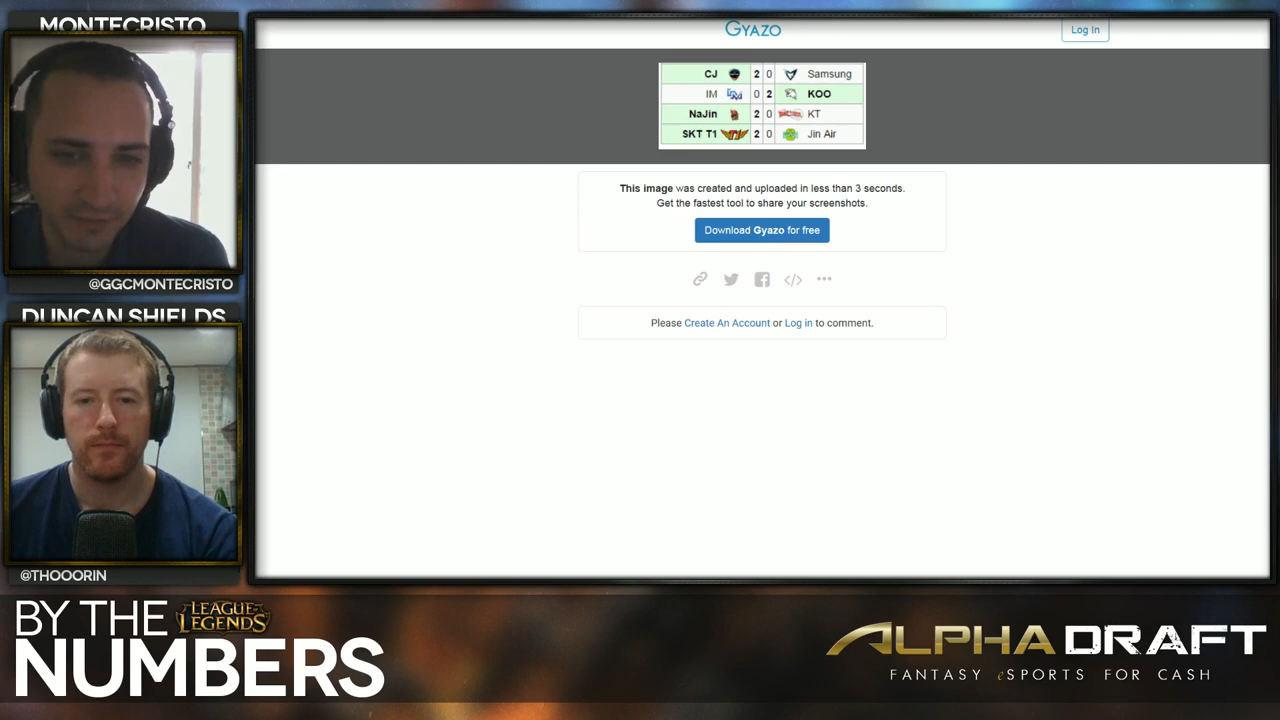 MONTECRISTO
@GGCMONTECRISTO
DUNCAN SHIELDS
@THOOORIN
GYAZO
Log In
CJ 2 0 Samsung
IM 0 2 KOO
NaJin 2 0 KT
SKT T1 2 0 Jin Air
This image was created and uploaded in less than 3 seconds.
Get the fastest tool to share your screenshots.
Download Gyazo for free
Please Create An Account or Log in to comment.
BY THE
LEAGUE OF
LEGENDS
NUMBERS
ALPHADRAFT
FANTASY eSPORTS FOR CASH